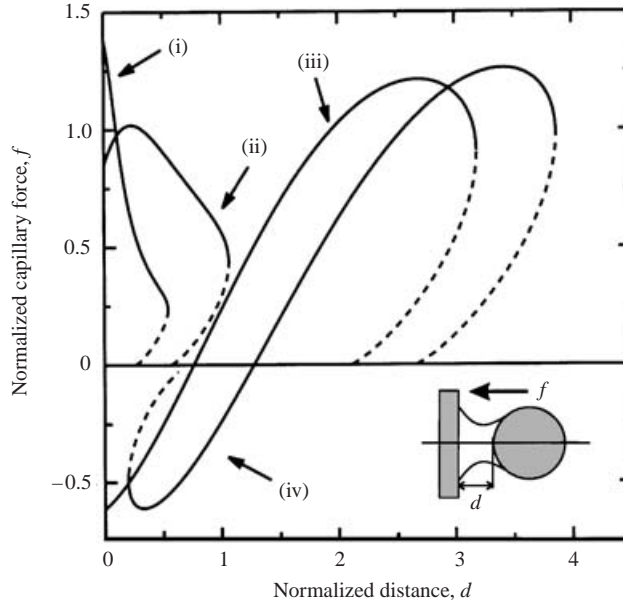 1.5
1.0
0.5
0
−0.5
Normalized capillary force, f
(i)
(ii)
(iii)
(iv)
f
d
0
1
2
3
4
Normalized distance, d